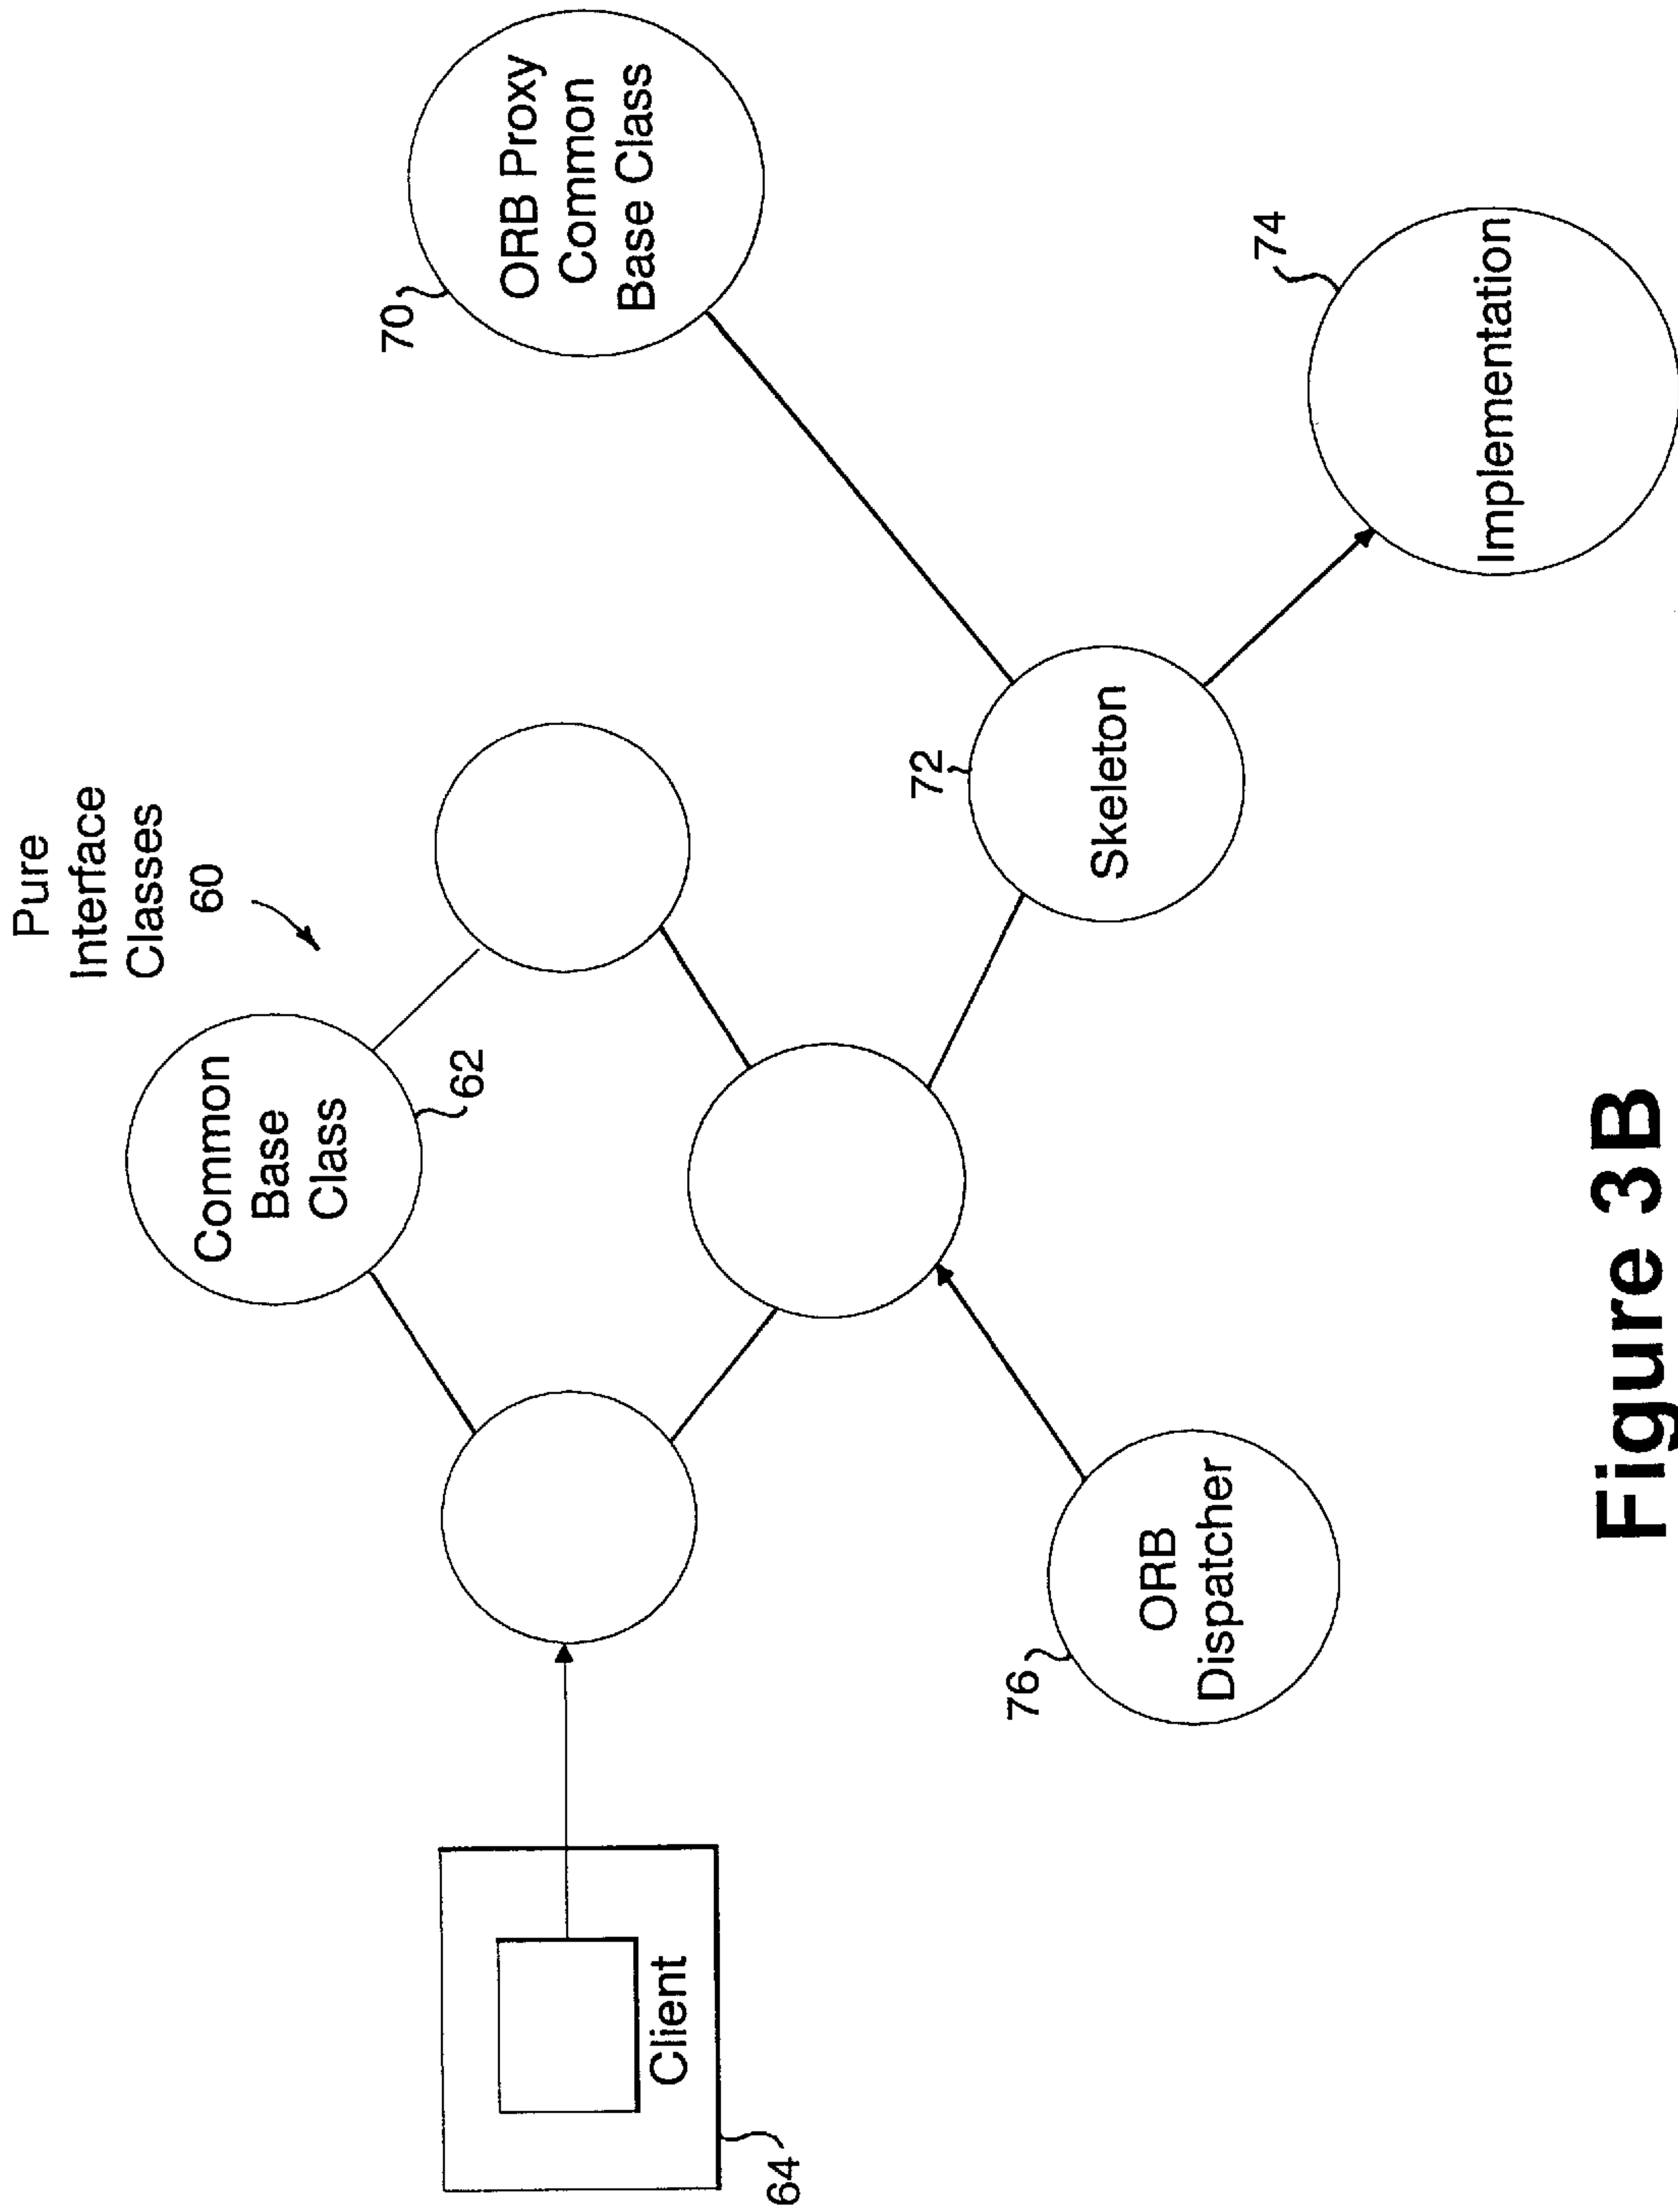 Pure
Interface
Classes
60
Common
Base
Class
62
ORB Proxy
Common
Base Class
70
Client
64
72
Skeleton
76
ORB
Dispatcher
74
Implementation
Figure 3B